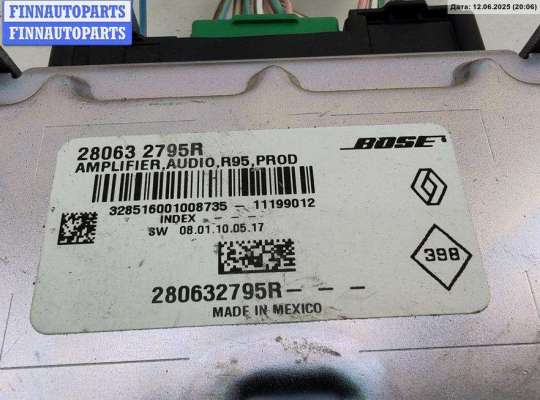 FINNAUTOPARTS
FINNAUTOPARTS
Дата: 12.06.2025 (20:06)
28063 2795R
AMPLIFIER,AUDIO,R95,PROD
BOSE
328516001008735 - 11199012
INDEX - - - -
SW 08.01.10.05.17
398
280632795R- - -
MADE IN MEXICO